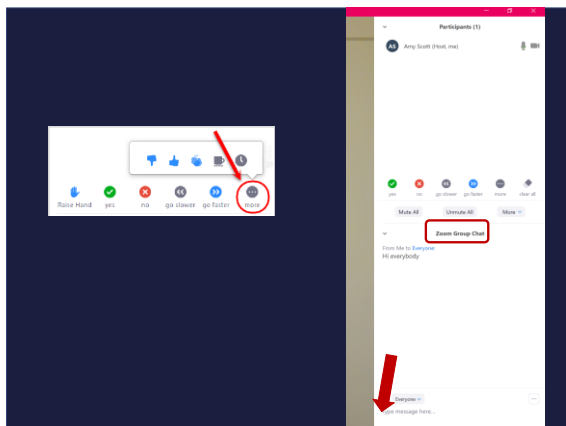 Raise Hand yes no go slower go faster more
Participants (1)
AS Amy Scott (Host, me)
yes no go slower go faster more clear all
Mute All Unmute All More
Zoom Group Chat
From Me to Everyone
Hi everybody
Everyone
Type message here...